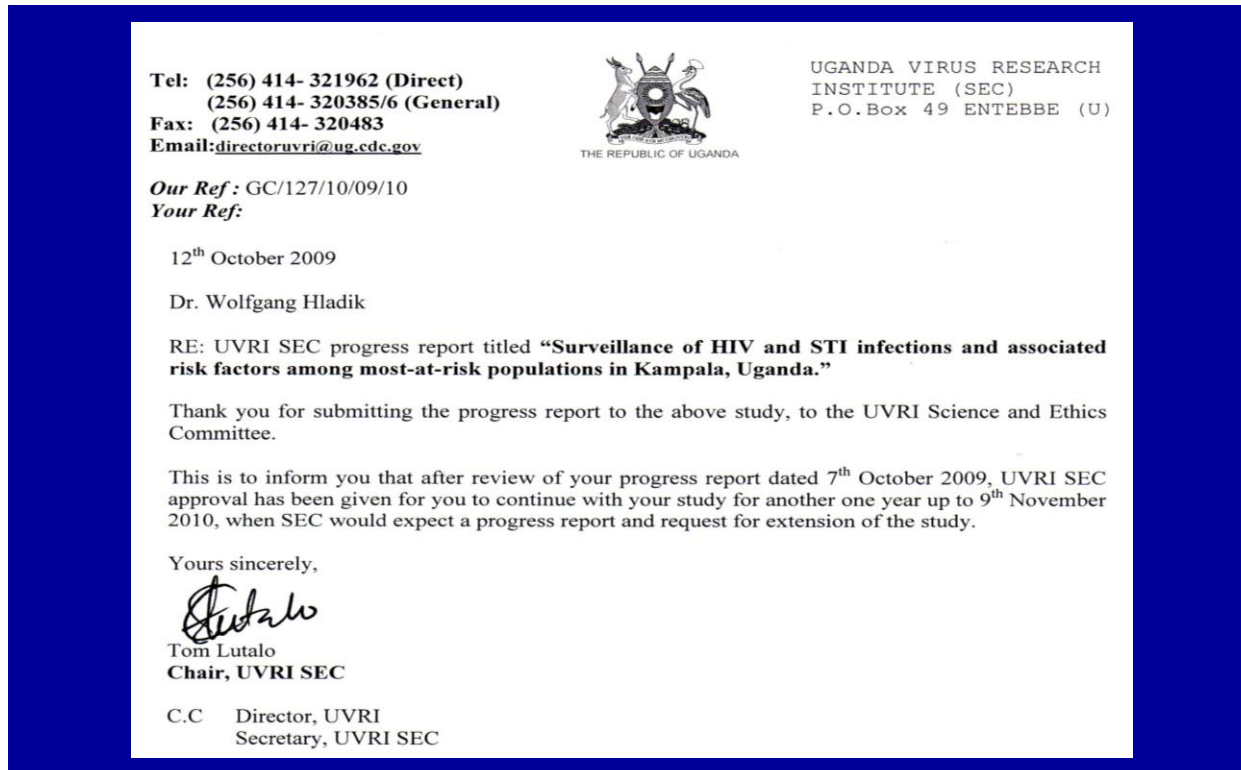 Tel: (256) 414- 321962 (Direct)
(256) 414- 320385/6 (General)
Fax: (256) 414- 320483
Email:directoruvri@ug.cdc.gov
THE REPUBLIC OF UGANDA
UGANDA VIRUS RESEARCH
INSTITUTE (SEC)
P.O.Box 49 ENTEBBE (U)
Our Ref : GC/127/10/09/10
Your Ref:
12th October 2009
Dr. Wolfgang Hladik
RE: UVRI SEC progress report titled “Surveillance of HIV and STI infections and associated
risk factors among most-at-risk populations in Kampala, Uganda.”
Thank you for submitting the progress report to the above study, to the UVRI Science and Ethics
Committee.
This is to inform you that after review of your progress report dated 7th October 2009, UVRI SEC
approval has been given for you to continue with your study for another one year up to 9th November
2010, when SEC would expect a progress report and request for extension of the study.
Yours sincerely,
Tom Lutalo
Chair, UVRI SEC
C.C Director, UVRI
Secretary, UVRI SEC